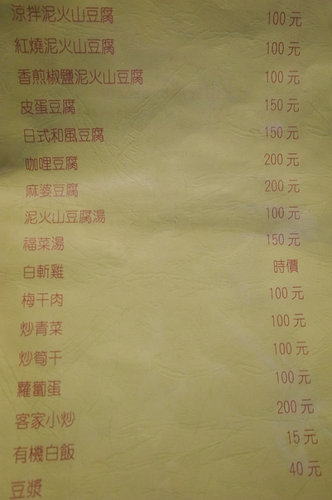 涼拌泥火山豆腐 100元
紅燒泥火山豆腐 100元
香煎椒鹽泥火山豆腐 100元
皮蛋豆腐 150元
日式和風豆腐 150元
咖哩豆腐 200元
麻婆豆腐 200元
泥火山豆腐湯 100元
福菜湯 150元
白斬雞 時價
梅干肉 100元
炒青菜 100元
炒筍干 100元
蘿蔔蛋 100元
客家小炒 200元
有機白飯 15元
豆漿 40元